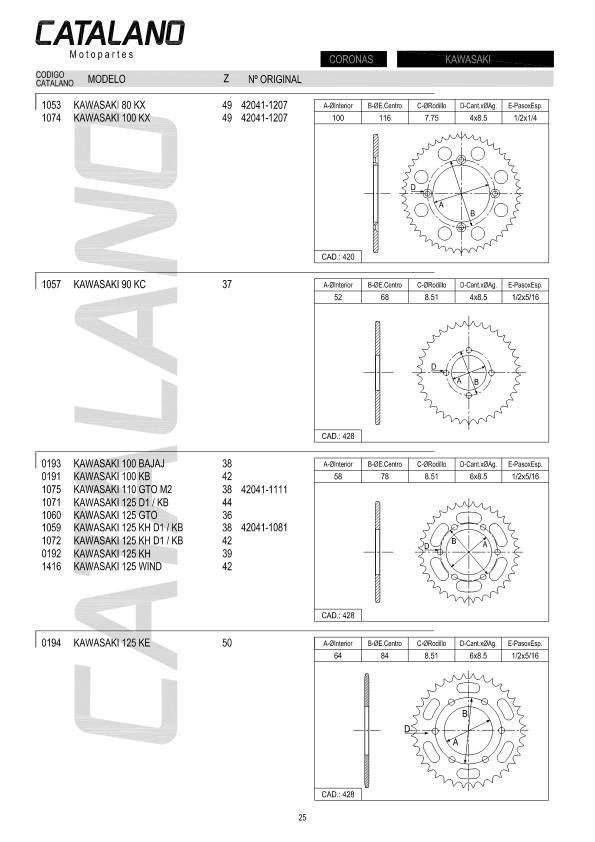 CATALANO
Motopartes
CORONAS KAWASAKI
CODIGO CATALANO MODELO Z Nº ORIGINAL
1053 KAWASAKI 80 KX 49 42041-1207
1074 KAWASAKI 100 KX 49 42041-1207
A-ØInterior B-ØE.Centro C-ØRodillo D-Cant.xØAg. E-PasoxEsp.
100 116 7.75 4x8.5 1/2x1/4
D
A
B
CAD.: 420
1057 KAWASAKI 90 KC 37
A-ØInterior B-ØE.Centro C-ØRodillo D-Cant.xØAg. E-PasoxEsp.
52 68 8.51 4x8.5 1/2x5/16
D
A B
CAD.: 428
0193 KAWASAKI 100 BAJAJ 38
0191 KAWASAKI 100 KB 42
1075 KAWASAKI 110 GTO M2 38 42041-1111
1071 KAWASAKI 125 D1 / KB 44
1060 KAWASAKI 125 GTO 36
1059 KAWASAKI 125 KH D1 / KB 38 42041-1081
1072 KAWASAKI 125 KH D1 / KB 42
0192 KAWASAKI 125 KH 39
1416 KAWASAKI 125 WIND 42
A-ØInterior B-ØE.Centro C-ØRodillo D-Cant.xØAg. E-PasoxEsp.
58 78 8.51 6x8.5 1/2x5/16
B A
D
CAD.: 428
0194 KAWASAKI 125 KE 50
A-ØInterior B-ØE.Centro C-ØRodillo D-Cant.xØAg. E-PasoxEsp.
64 84 8.51 6x8.5 1/2x5/16
B
D
A
CAD.: 428
CATALANO
25